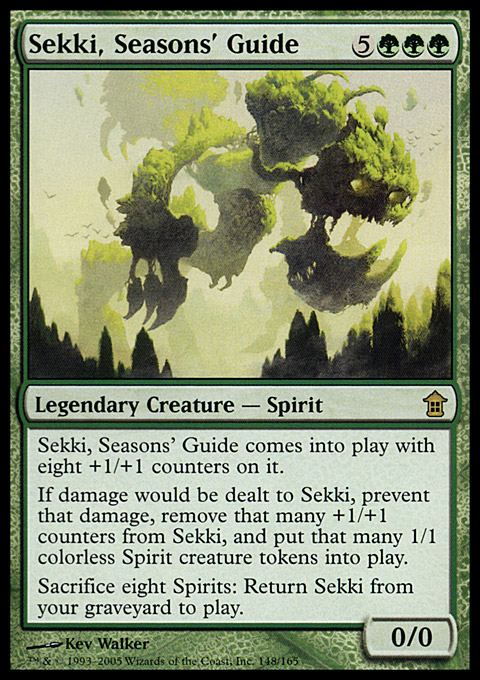 Sekki, Seasons' Guide 5
Legendary Creature — Spirit
Sekki, Seasons' Guide comes into play with
eight +1/+1 counters on it.
If damage would be dealt to Sekki, prevent
that damage, remove that many +1/+1
counters from Sekki, and put that many 1/1
colorless Spirit creature tokens into play.
Sacrifice eight Spirits: Return Sekki from
your graveyard to play.
0/0
Kev Walker
™ & © 1993–2005 Wizards of the Coast, Inc. 148/165